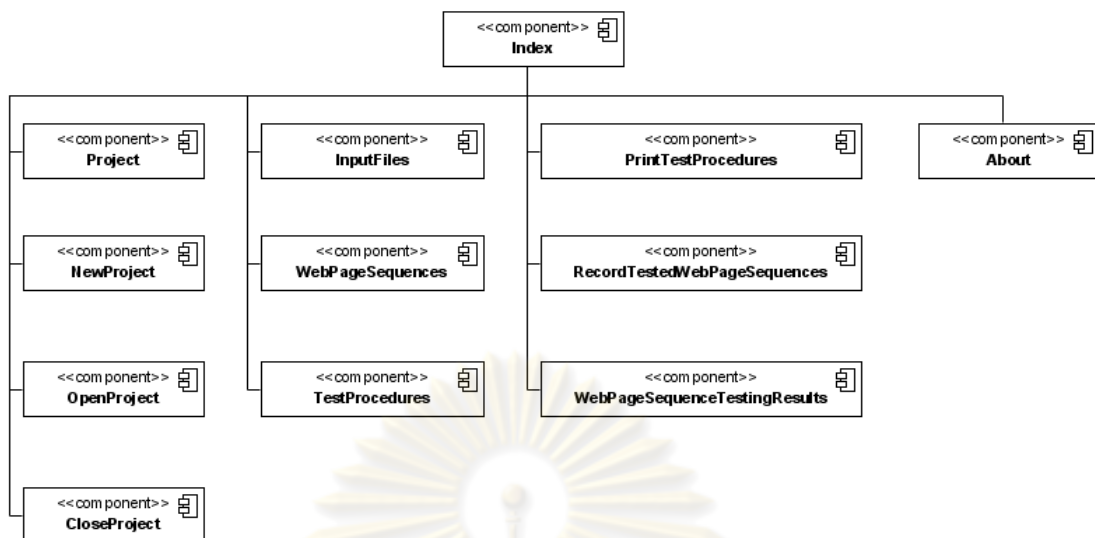 <<component>>
Index
<<component>>
Project
<<component>>
InputFiles
<<component>>
PrintTestProcedures
<<component>>
About
<<component>>
NewProject
<<component>>
WebPageSequences
<<component>>
RecordTestedWebPageSequences
<<component>>
OpenProject
<<component>>
TestProcedures
<<component>>
WebPageSequenceTestingResults
<<component>>
CloseProject